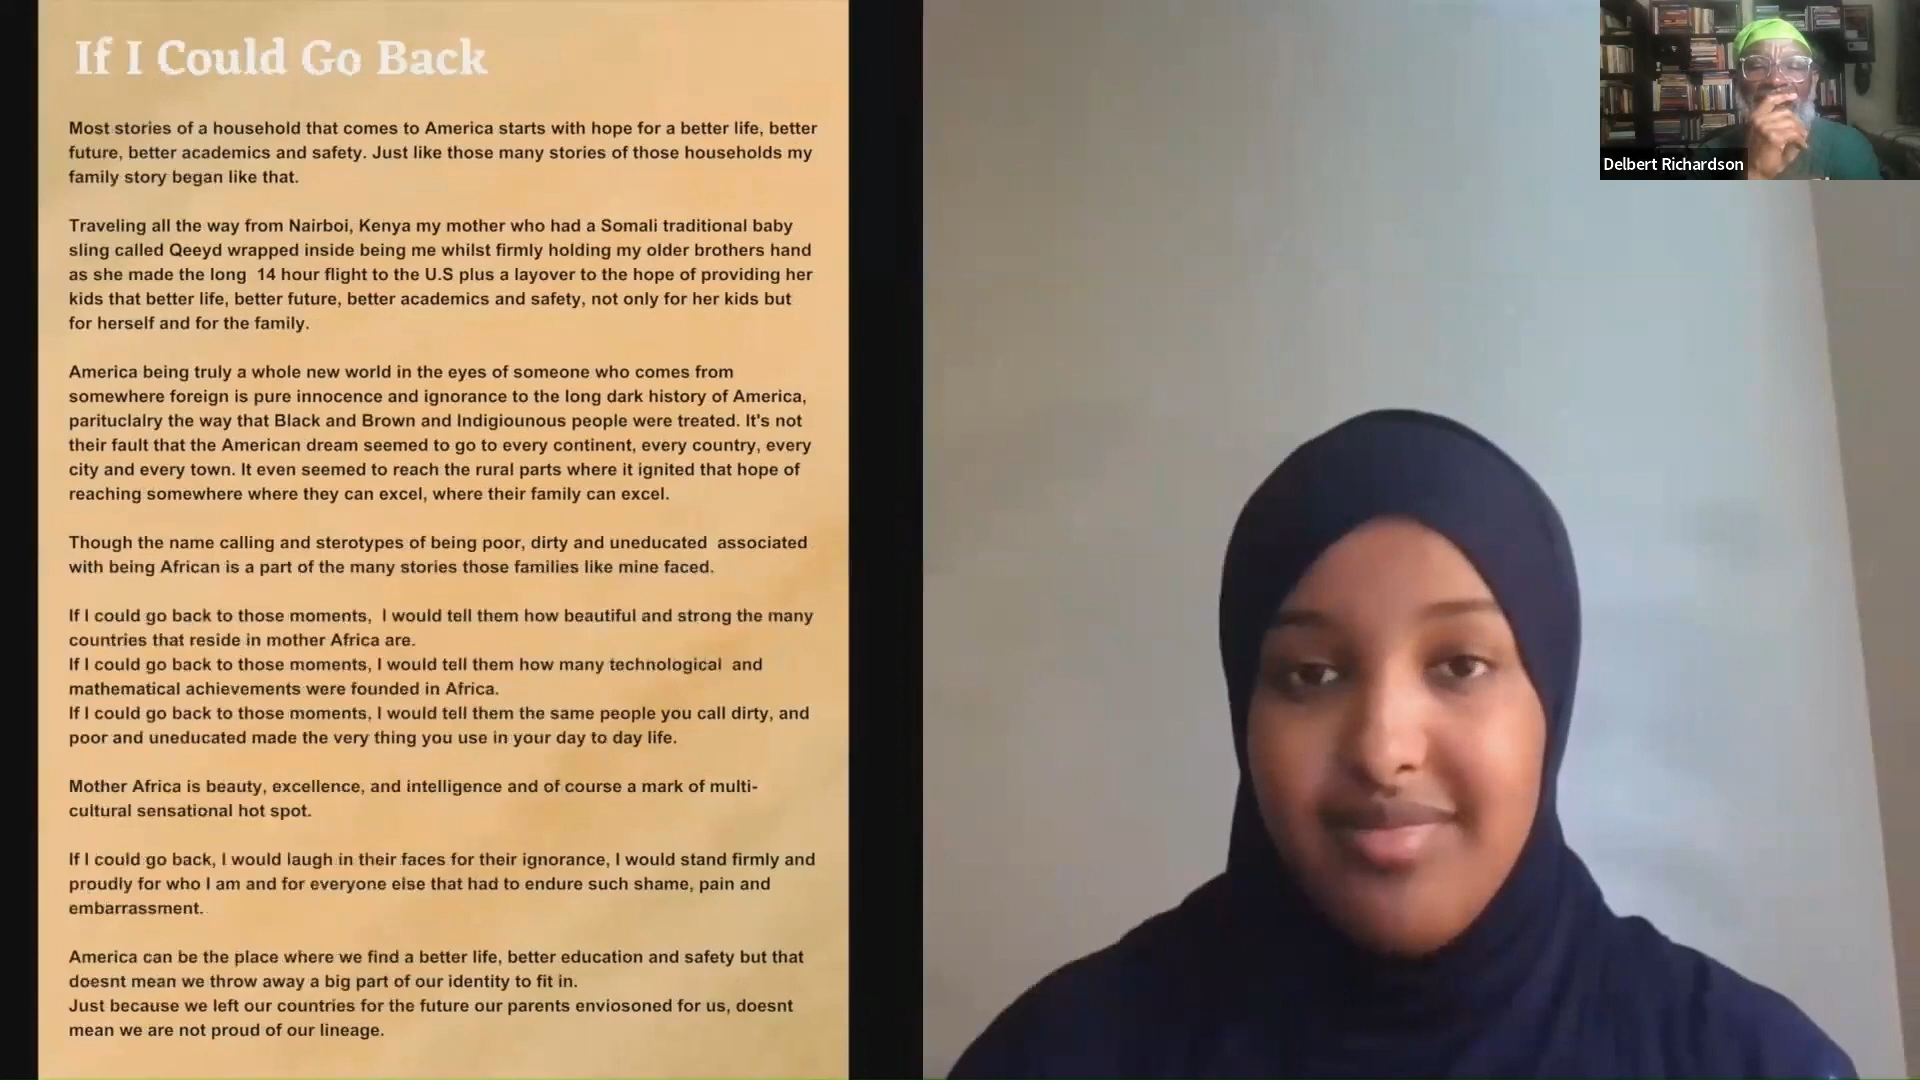 If I Could Go Back
Most stories of a household that comes to America starts with hope for a better life, better
future, better academics and safety. Just like those many stories of those households my
family story began like that.
Traveling all the way from Nairboi, Kenya my mother who had a Somali traditional baby
sling called Qeeyd wrapped inside being me whilst firmly holding my older brothers hand
as she made the long 14 hour flight to the U.S plus a layover to the hope of providing her
kids that better life, better future, better academics and safety, not only for her kids but
for herself and for the family.
America being truly a whole new world in the eyes of someone who comes from
somewhere foreign is pure innocence and ignorance to the long dark history of America,
parituclalry the way that Black and Brown and Indigiounous people were treated. It's not
their fault that the American dream seemed to go to every continent, every country, every
city and every town. It even seemed to reach the rural parts where it ignited that hope of
reaching somewhere where they can excel, where their family can excel.
Though the name calling and sterotypes of being poor, dirty and uneducated associated
with being African is a part of the many stories those families like mine faced.
If I could go back to those moments, I would tell them how beautiful and strong the many
countries that reside in mother Africa are.
If I could go back to those moments, I would tell them how many technological and
mathematical achievements were founded in Africa.
If I could go back to those moments, I would tell them the same people you call dirty, and
poor and uneducated made the very thing you use in your day to day life.
Mother Africa is beauty, excellence, and intelligence and of course a mark of multi-
cultural sensational hot spot.
If I could go back, I would laugh in their faces for their ignorance, I would stand firmly and
proudly for who I am and for everyone else that had to endure such shame, pain and
embarrassment.
America can be the place where we find a better life, better education and safety but that
doesnt mean we throw away a big part of our identity to fit in.
Just because we left our countries for the future our parents enviosoned for us, doesnt
mean we are not proud of our lineage.
Delbert Richardson